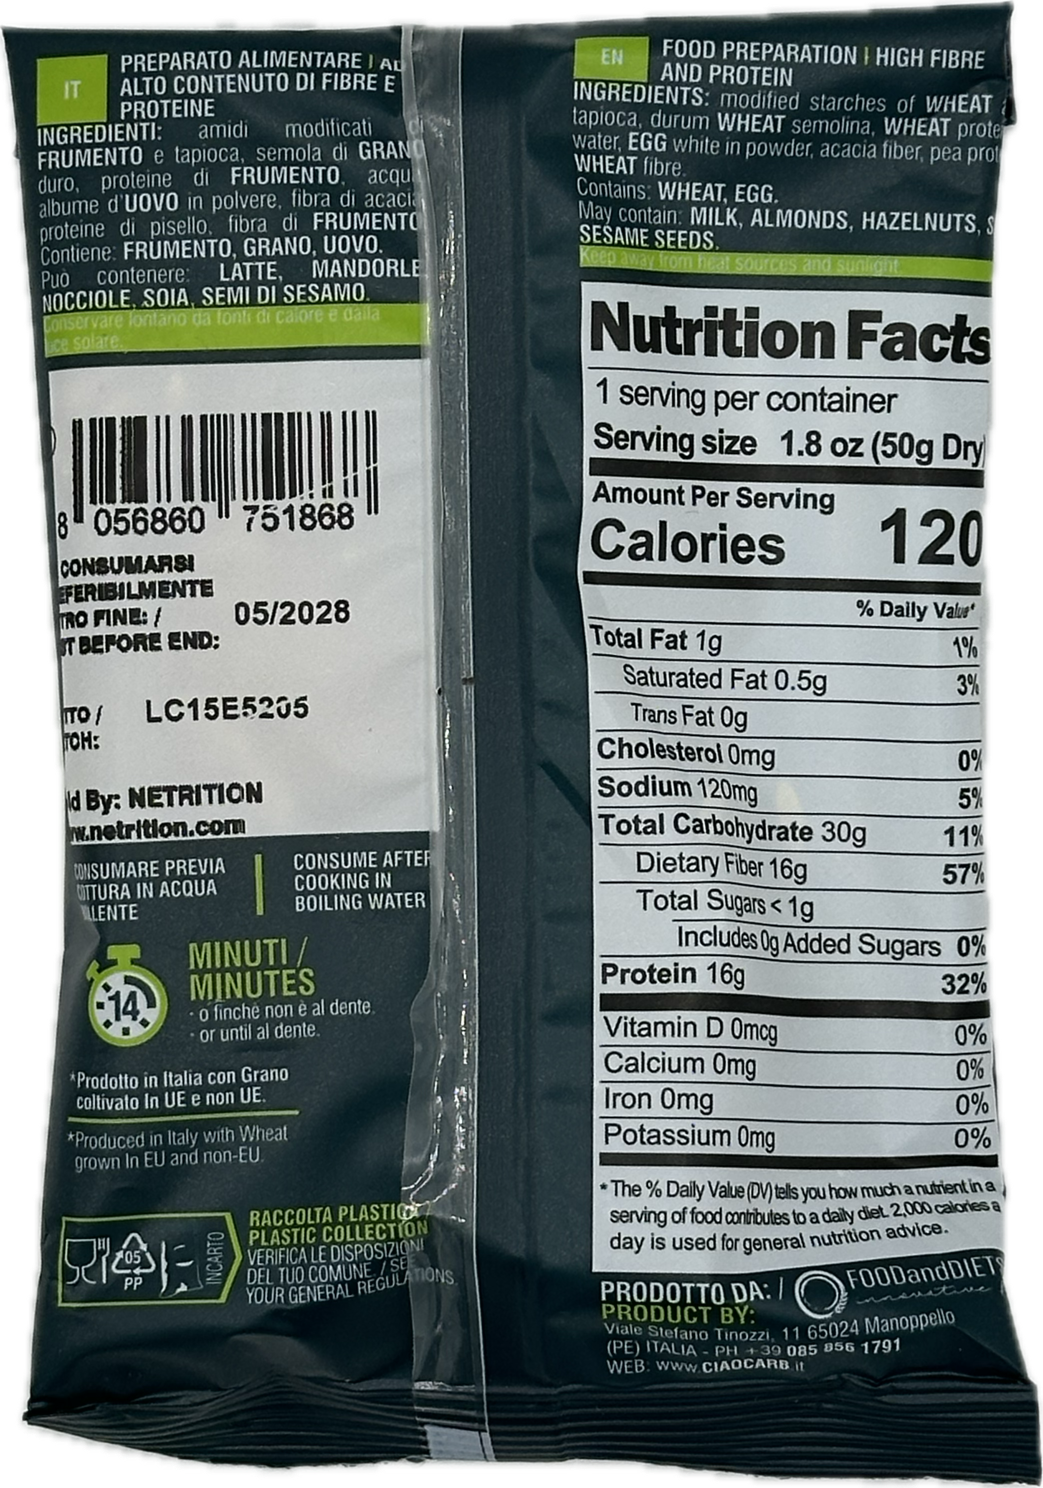 IT
PREPARATO ALIMENTARE | AD
ALTO CONTENUTO DI FIBRE E
PROTEINE
INGREDIENTI: amidi modificati
FRUMENTO e tapioca, semola di GRANO
duro, proteine di FRUMENTO, acqu
albume d'UOVO in polvere, fibra di acaci
proteine di pisello, fibra di FRUMENTO
Contiene: FRUMENTO, GRANO, UOVO.
Può contenere: LATTE, MANDORLE
NOCCIOLE, SOIA, SEMI DI SESAMO.
Conservare lontano da fonti di calore e dalla
uce solare.
8 056860 751868
CONSUMARSI
EFERIBILMENTE
TRO FINE: / 05/2028
ST BEFORE END:
TTO / LC15E5205
TCH:
ld By: NETRITION
w.netrition.com
ONSUMARE PREVIA
OTTURA IN ACQUA
LLENTE
CONSUME AFTER
COOKING IN
BOILING WATER
14
MINUTI /
MINUTES
- o finché non è al dente.
- or until al dente.
*Prodotto in Italia con Grano
coltivato In UE e non UE.
*Produced in Italy with Wheat
grown In EU and non-EU.
05
PP
INCARTO
RACCOLTA PLASTICA
PLASTIC COLLECTION
VERIFICA LE DISPOSIZIONI
DEL TUO COMUNE. / SE
YOUR GENERAL REGULATIONS.
EN
FOOD PREPARATION | HIGH FIBRE
AND PROTEIN
INGREDIENTS: modified starches of WHEAT
tapioca, durum WHEAT semolina, WHEAT prote
water, EGG white in powder, acacia fiber, pea prot
WHEAT fibre.
Contains: WHEAT, EGG.
May contain: MILK, ALMONDS, HAZELNUTS, S
SESAME SEEDS.
Keep away from heat sources and sunlight
Nutrition Facts
1 serving per container
Serving size 1.8 oz (50g Dry)
Amount Per Serving
Calories 120
% Daily Value*
Total Fat 1g 1%
Saturated Fat 0.5g 3%
Trans Fat 0g
Cholesterol 0mg 0%
Sodium 120mg 5%
Total Carbohydrate 30g 11%
Dietary Fiber 16g 57%
Total Sugars < 1g
Includes 0g Added Sugars 0%
Protein 16g 32%
Vitamin D 0mcg 0%
Calcium 0mg 0%
Iron 0mg 0%
Potassium 0mg 0%
* The % Daily Value (DV) tells you how much a nutrient in a
serving of food contributes to a daily diet. 2,000 calories a
day is used for general nutrition advice.
PRODOTTO DA: /
PRODUCT BY:
FOODandDIETs
innovative
Viale Stefano Tinozzi, 11 65024 Manoppello
(PE) ITALIA - PH +39 085 856 1791
WEB: www.CIAOCARB.it